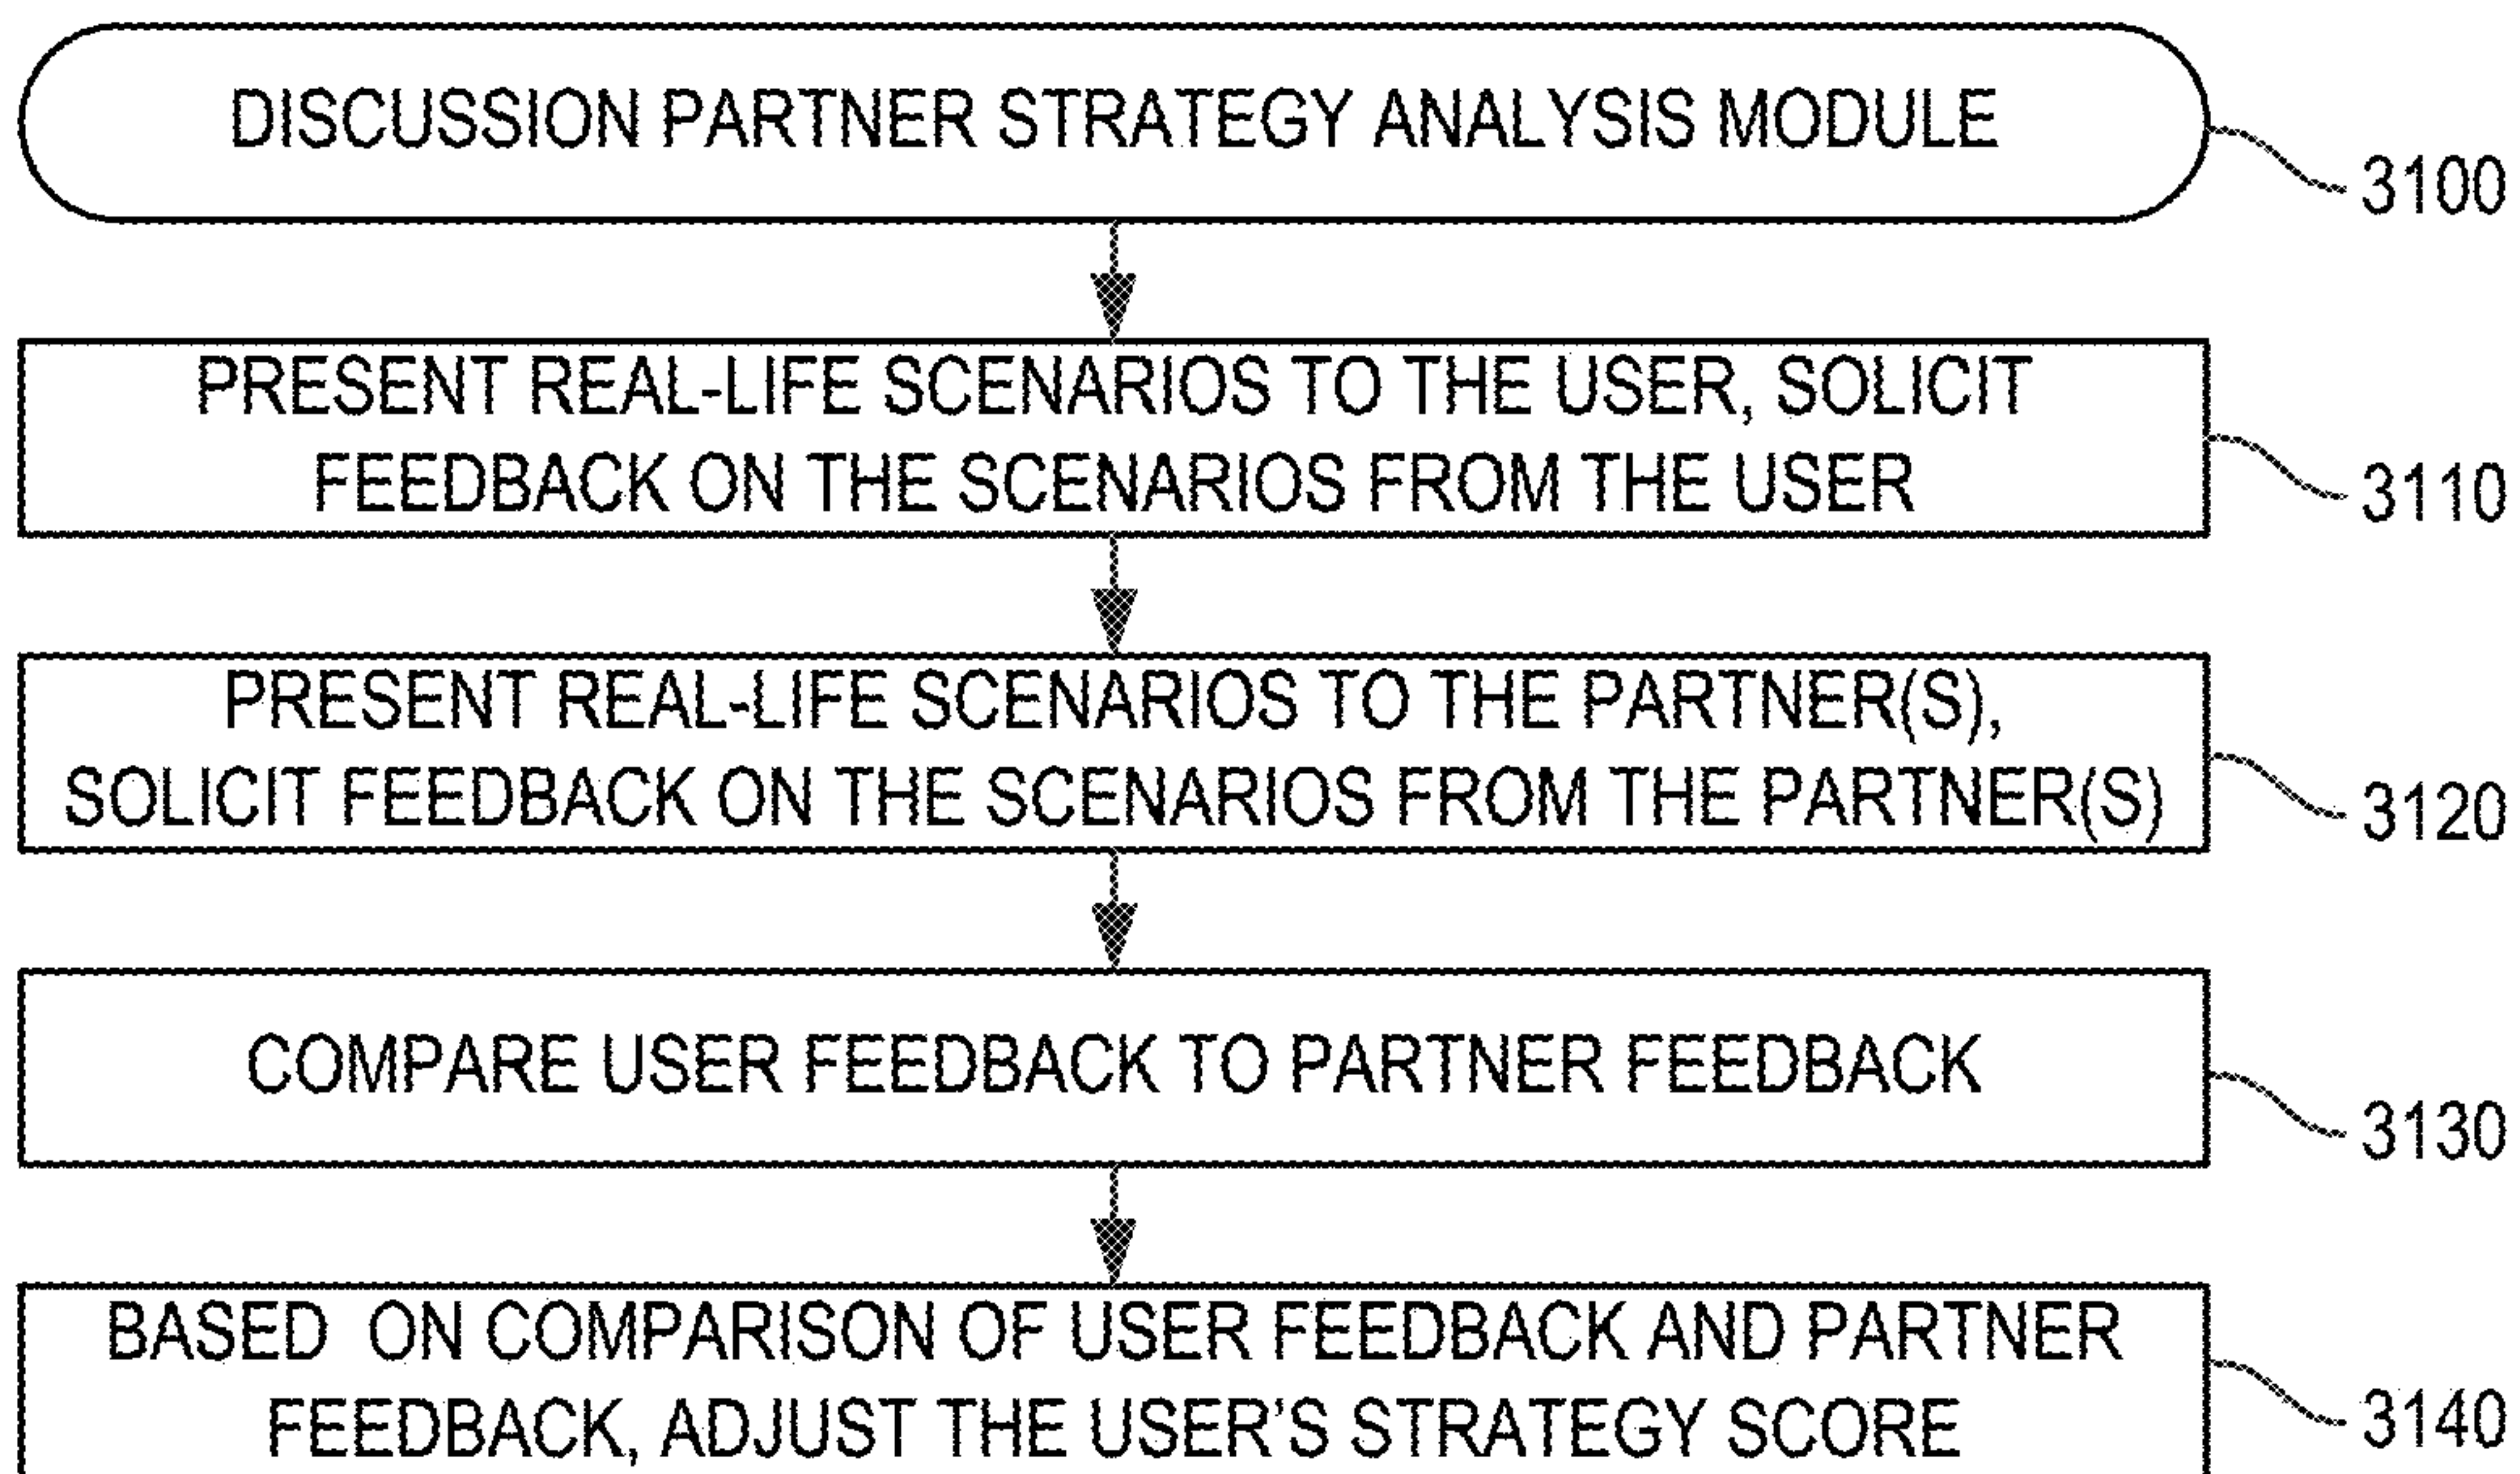 DISCUSSION PARTNER STRATEGY ANALYSIS MODULE
3100
PRESENT REAL-LIFE SCENARIOS TO THE USER, SOLICIT
FEEDBACK ON THE SCENARIOS FROM THE USER
3110
PRESENT REAL-LIFE SCENARIOS TO THE PARTNER(S),
SOLICIT FEEDBACK ON THE SCENARIOS FROM THE PARTNER(S)
3120
COMPARE USER FEEDBACK TO PARTNER FEEDBACK
3130
BASED ON COMPARISON OF USER FEEDBACK AND PARTNER
FEEDBACK, ADJUST THE USER'S STRATEGY SCORE
3140